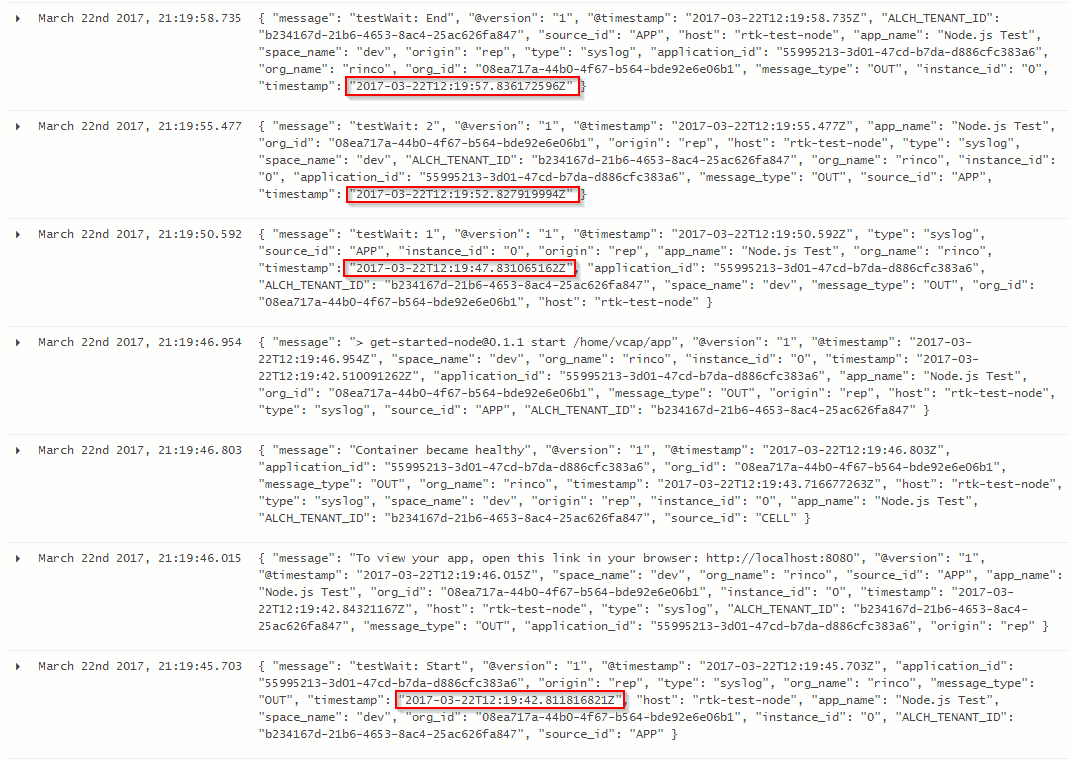 March 22nd 2017, 21:19:58.735 { "message": "testWait: End", "@version": "1", "@timestamp": "2017-03-22T12:19:58.735Z", "ALCH_TENANT_ID":
"b234167d-21b6-4653-8ac4-25ac626fa847", "source_id": "APP", "host": "rtk-test-node", "app_name": "Node.js Test",
"space_name": "dev", "origin": "rep", "type": "syslog", "application_id": "55995213-3d01-47cd-b7da-d886cfc383a6",
"org_name": "rinco", "org_id": "08ea717a-44b0-4f67-b564-bde92e6e06b1", "message_type": "OUT", "instance_id": "0",
"timestamp": "2017-03-22T12:19:57.836172596Z" }
March 22nd 2017, 21:19:55.477 { "message": "testWait: 2", "@version": "1", "@timestamp": "2017-03-22T12:19:55.477Z", "app_name": "Node.js Test",
"org_id": "08ea717a-44b0-4f67-b564-bde92e6e06b1", "origin": "rep", "host": "rtk-test-node", "type": "syslog",
"space_name": "dev", "ALCH_TENANT_ID": "b234167d-21b6-4653-8ac4-25ac626fa847", "org_name": "rinco", "instance_id":
"0", "application_id": "55995213-3d01-47cd-b7da-d886cfc383a6", "message_type": "OUT", "source_id": "APP",
"timestamp": "2017-03-22T12:19:52.827919994Z" }
March 22nd 2017, 21:19:50.592 { "message": "testWait: 1", "@version": "1", "@timestamp": "2017-03-22T12:19:50.592Z", "type": "syslog",
"source_id": "APP", "instance_id": "0", "origin": "rep", "app_name": "Node.js Test", "org_name": "rinco",
"timestamp": "2017-03-22T12:19:47.831065162Z", "application_id": "55995213-3d01-47cd-b7da-d886cfc383a6",
"ALCH_TENANT_ID": "b234167d-21b6-4653-8ac4-25ac626fa847", "space_name": "dev", "message_type": "OUT", "org_id":
"08ea717a-44b0-4f67-b564-bde92e6e06b1", "host": "rtk-test-node" }
March 22nd 2017, 21:19:46.954 { "message": "> get-started-node@0.1.1 start /home/vcap/app", "@version": "1", "@timestamp": "2017-03-
22T12:19:46.954Z", "space_name": "dev", "org_name": "rinco", "instance_id": "0", "timestamp": "2017-03-
22T12:19:42.510091262Z", "application_id": "55995213-3d01-47cd-b7da-d886cfc383a6", "app_name": "Node.js Test",
"org_id": "08ea717a-44b0-4f67-b564-bde92e6e06b1", "message_type": "OUT", "origin": "rep", "host": "rtk-test-node",
"type": "syslog", "source_id": "APP", "ALCH_TENANT_ID": "b234167d-21b6-4653-8ac4-25ac626fa847" }
March 22nd 2017, 21:19:46.803 { "message": "Container became healthy", "@version": "1", "@timestamp": "2017-03-22T12:19:46.803Z",
"application_id": "55995213-3d01-47cd-b7da-d886cfc383a6", "org_id": "08ea717a-44b0-4f67-b564-bde92e6e06b1",
"message_type": "OUT", "org_name": "rinco", "timestamp": "2017-03-22T12:19:43.716677263Z", "host": "rtk-test-node",
"type": "syslog", "space_name": "dev", "origin": "rep", "instance_id": "0", "app_name": "Node.js Test",
"ALCH_TENANT_ID": "b234167d-21b6-4653-8ac4-25ac626fa847", "source_id": "CELL" }
March 22nd 2017, 21:19:46.015 { "message": "To view your app, open this link in your browser: http://localhost:8080", "@version": "1",
"@timestamp": "2017-03-22T12:19:46.015Z", "space_name": "dev", "org_name": "rinco", "source_id": "APP", "app_name":
"Node.js Test", "org_id": "08ea717a-44b0-4f67-b564-bde92e6e06b1", "instance_id": "0", "timestamp": "2017-03-
22T12:19:42.84321167Z", "host": "rtk-test-node", "type": "syslog", "ALCH_TENANT_ID": "b234167d-21b6-4653-8ac4-
25ac626fa847", "message_type": "OUT", "application_id": "55995213-3d01-47cd-b7da-d886cfc383a6", "origin": "rep" }
March 22nd 2017, 21:19:45.703 { "message": "testWait: Start", "@version": "1", "@timestamp": "2017-03-22T12:19:45.703Z", "application_id":
"55995213-3d01-47cd-b7da-d886cfc383a6", "origin": "rep", "type": "syslog", "org_name": "rinco", "message_type":
"OUT", "timestamp": "2017-03-22T12:19:42.811816821Z", "host": "rtk-test-node", "app_name": "Node.js Test",
"space_name": "dev", "org_id": "08ea717a-44b0-4f67-b564-bde92e6e06b1", "instance_id": "0", "ALCH_TENANT_ID":
"b234167d-21b6-4653-8ac4-25ac626fa847", "source_id": "APP" }